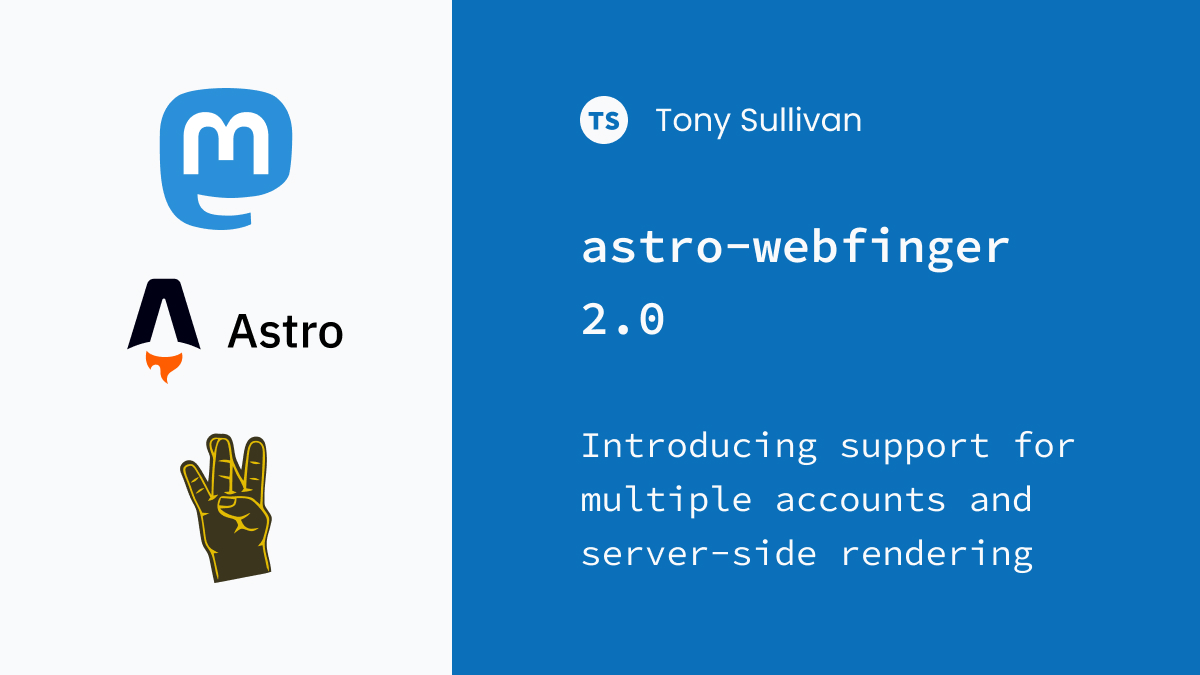 m
Astro
TS Tony Sullivan
astro-webfinger
2.0
Introducing support for
multiple accounts and
server-side rendering